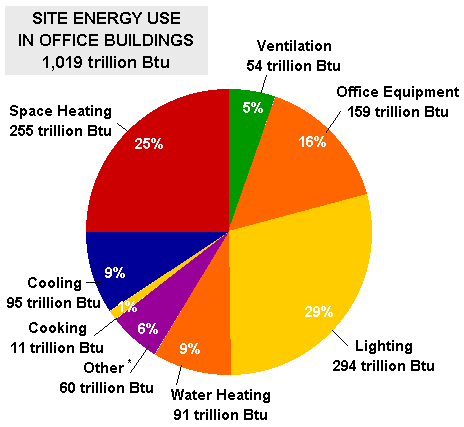 SITE ENERGY USE
IN OFFICE BUILDINGS
1,019 trillion Btu
Ventilation
54 trillion Btu
5%
Office Equipment
159 trillion Btu
16%
Lighting
294 trillion Btu
29%
Water Heating
91 trillion Btu
9%
Other *
60 trillion Btu
6%
Cooking
11 trillion Btu
1%
Cooling
95 trillion Btu
9%
Space Heating
255 trillion Btu
25%